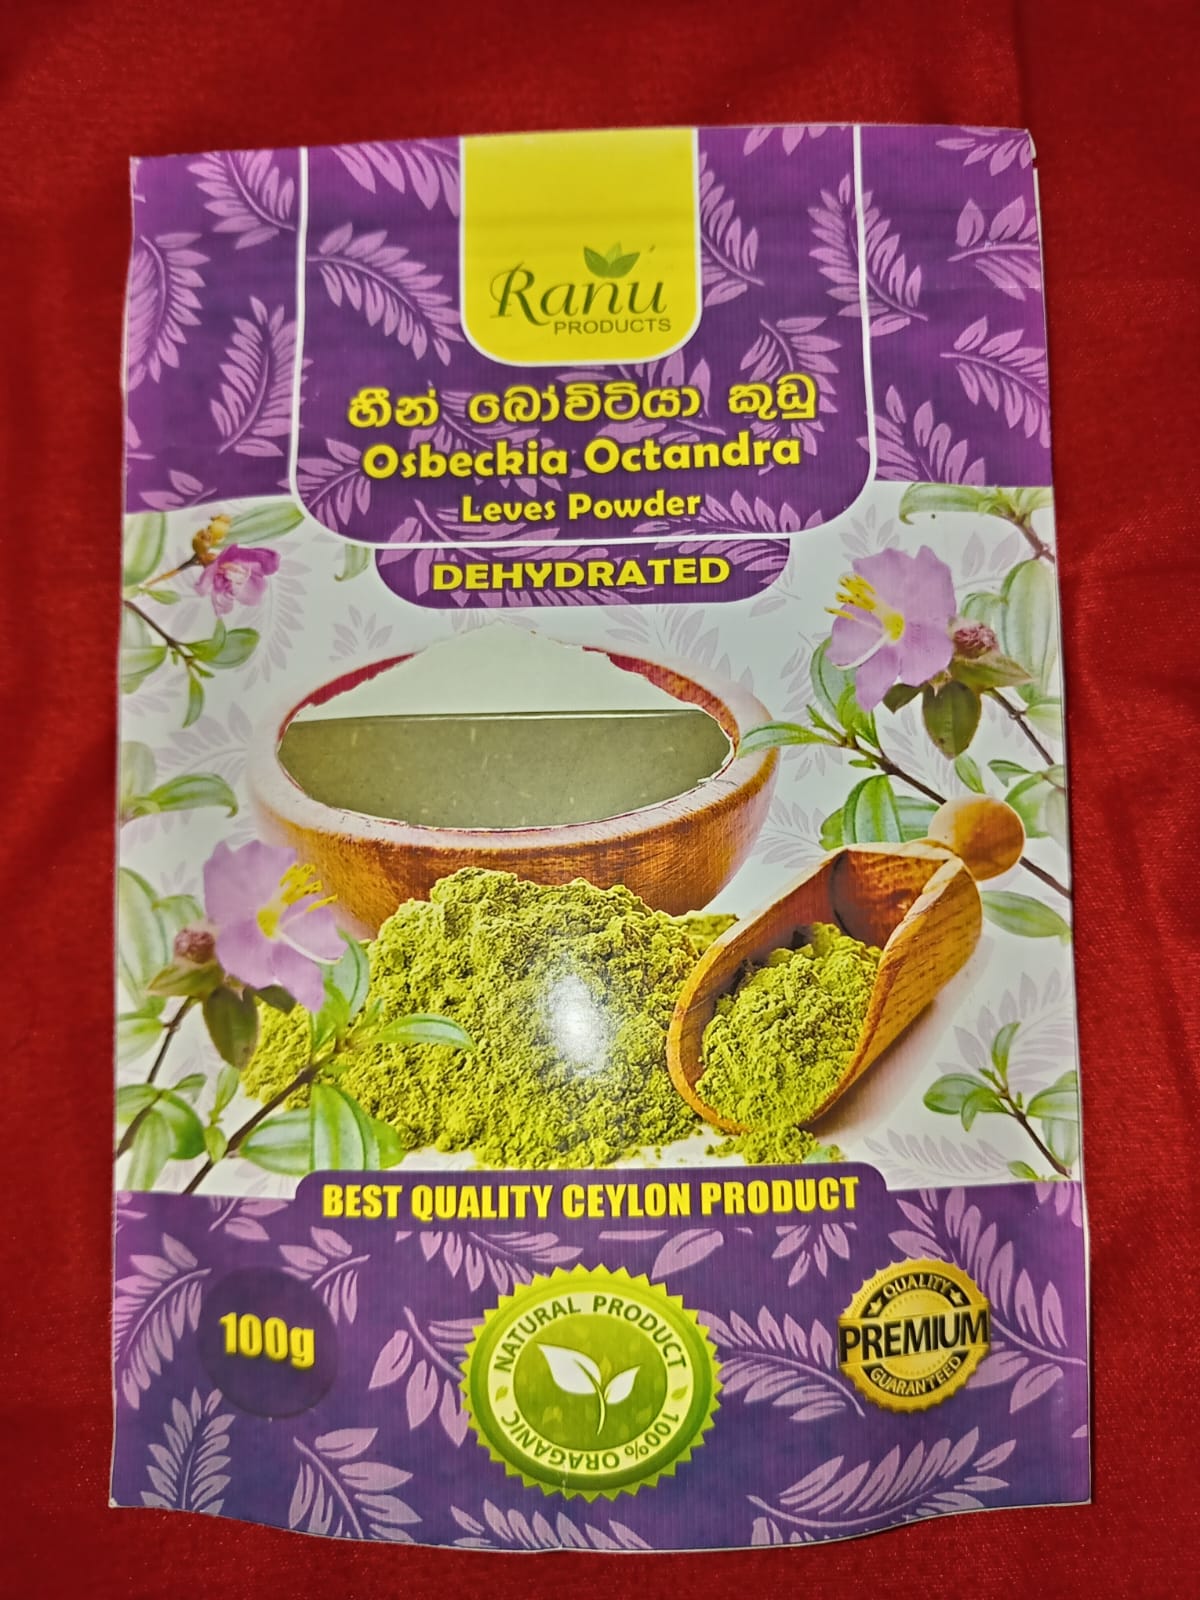 Ranu
PRODUCTS
හීන් බෝවිටියා කුඩු
Osbeckia Octandra
Leves Powder
DEHYDRATED
BEST QUALITY CEYLON PRODUCT
100g
NATURAL PRODUCT
100% ORAGANIC
QUALITY
PREMIUM
GUARANTEED